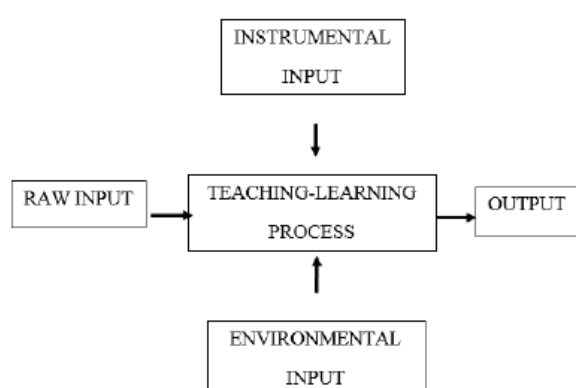 INSTRUMENTAL
INPUT
RAW INPUT
TEACHING-LEARNING
PROCESS
OUTPUT
ENVIRONMENTAL
INPUT